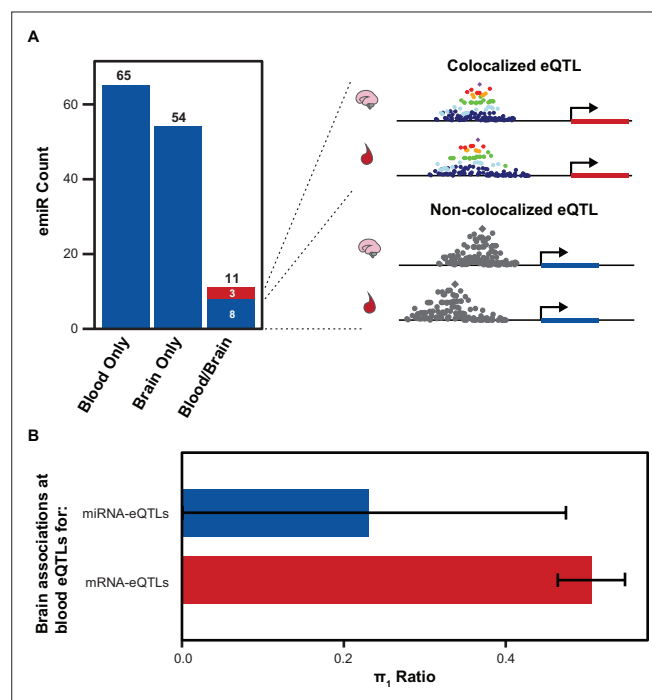 A
Colocalized eQTL
Non-colocalized eQTL
emiR Count
60
40
20
0
65
54
11
3
8
Blood Only
Brain Only
Blood/Brain
B
Brain associations at
blood eQTLs for:
miRNA-eQTLs
mRNA-eQTLs
0.0
0.2
0.4
π₁ Ratio